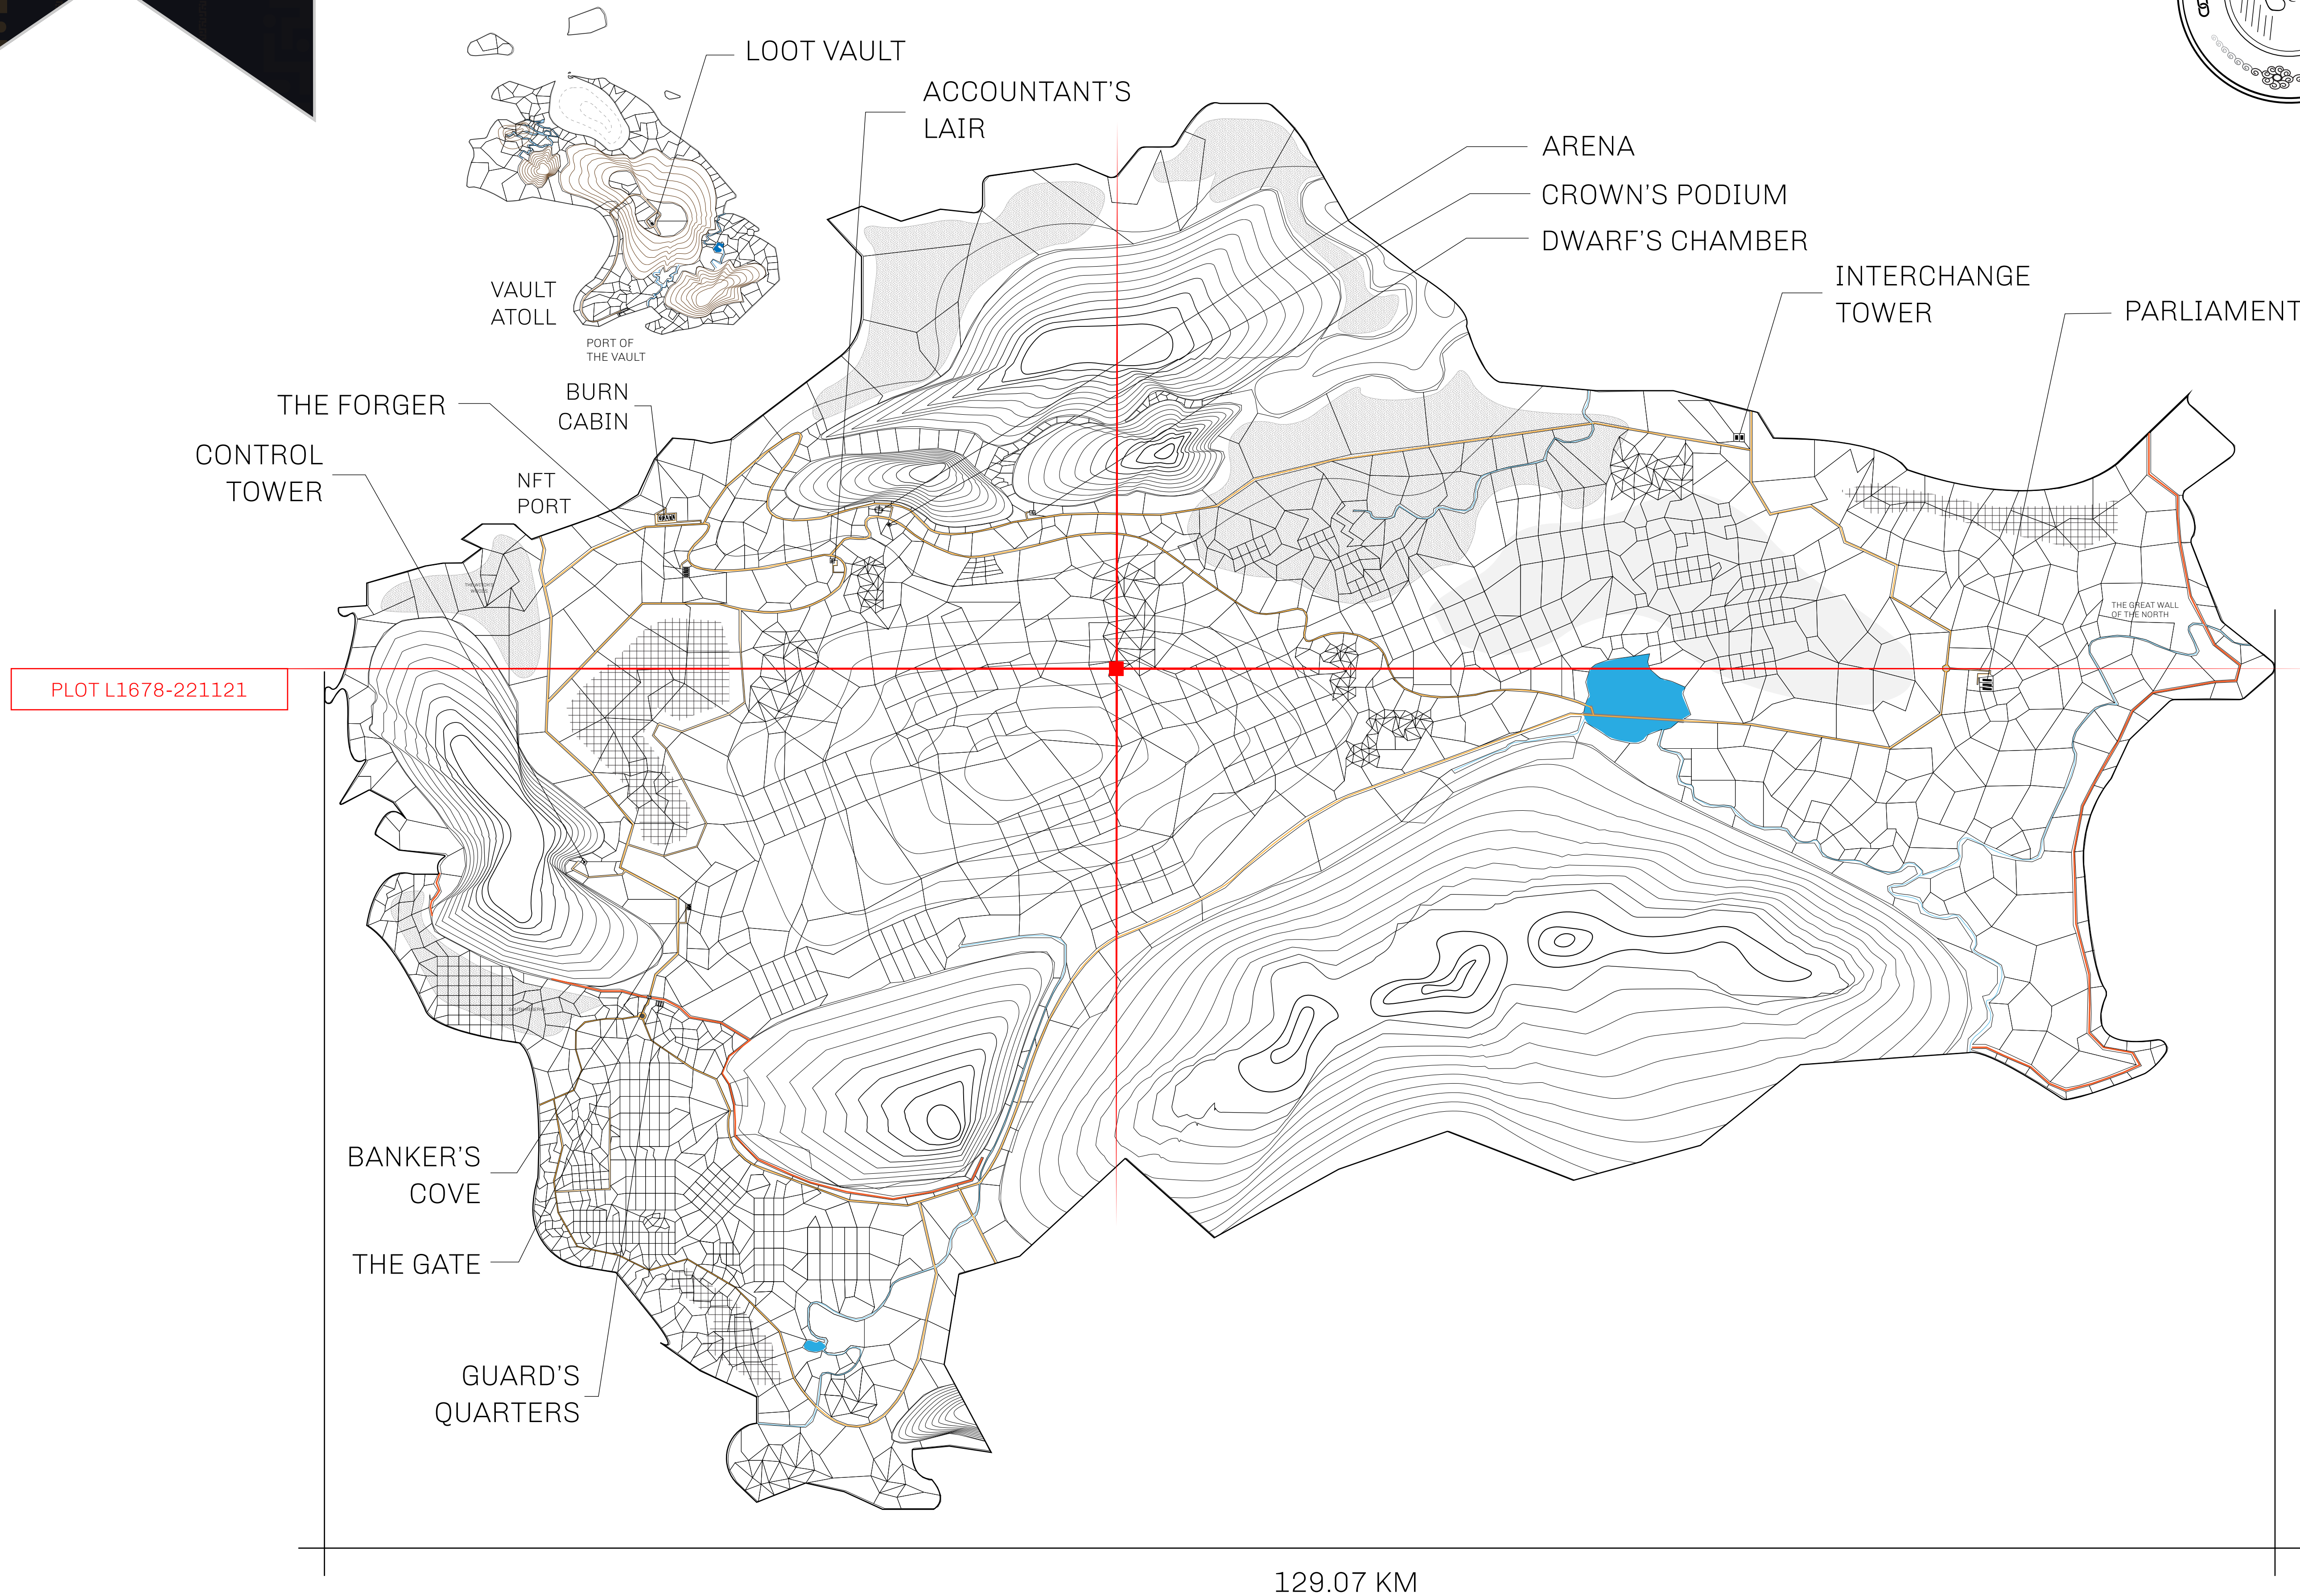 LOOT VAULT
ACCOUNTANT'S
LAIR
ARENA
CROWN'S PODIUM
DWARF'S CHAMBER
INTERCHANGE
TOWER
PARLIAMENT
VAULT
ATOLL
PORT OF
THE VAULT
BURN
CABIN
THE FORGER
CONTROL
TOWER
NFT
PORT
THE GREAT WALL
OF THE NORTH
PLOT L1678-221121
BANKER'S
COVE
THE GATE
GUARD'S
QUARTERS
129.07 KM